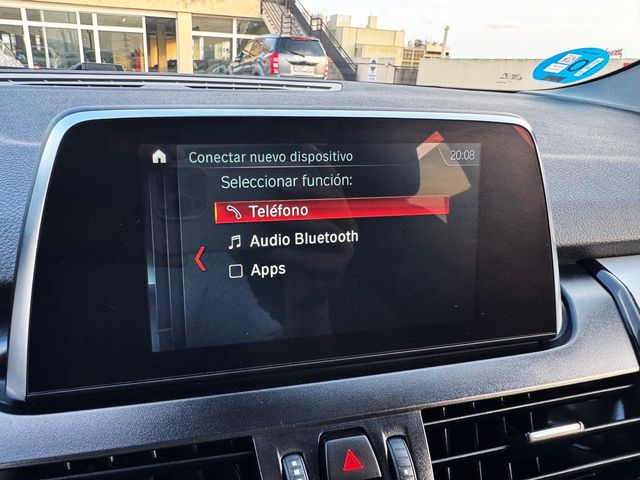 Conectar nuevo dispositivo
20:08
Seleccionar función:
Teléfono
Audio Bluetooth
Apps